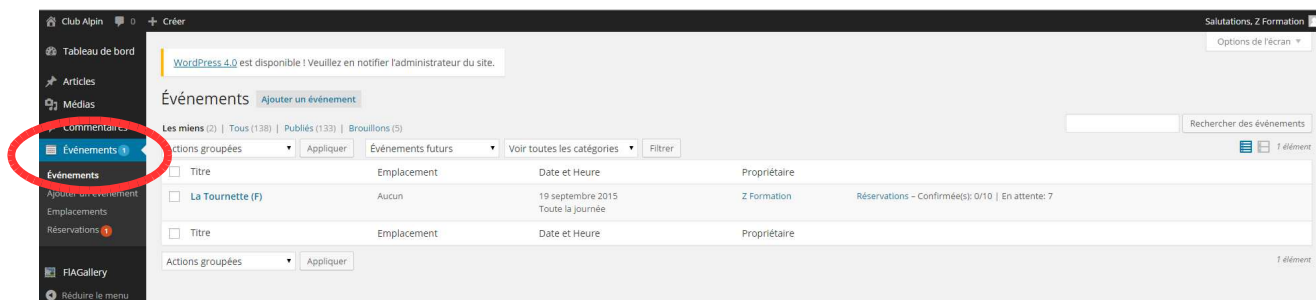 Club Alpin 0 + Créer Salutations, Z Formation
Options de l'écran ▼
Tableau de bord
Articles
Médias
Commentaires
Événements 1
Événements
Ajouter un événement
Emplacements
Réservations 1
FlAGallery
Réduire le menu
WordPress 4.0 est disponible ! Veuillez en notifier l'administrateur du site.
Événements Ajouter un événement
Les miens (2) | Tous (138) | Publiés (133) | Brouillons (5)
Rechercher des événements
Actions groupées Appliquer Événements futurs Voir toutes les catégories Filtrer 1 élément
Titre Emplacement Date et Heure Propriétaire
La Tournette (F) Aucun 19 septembre 2015 Z Formation Réservations – Confirmée(s): 0/10 | En attente: 7
Toute la journée
Titre Emplacement Date et Heure Propriétaire
Actions groupées Appliquer 1 élément